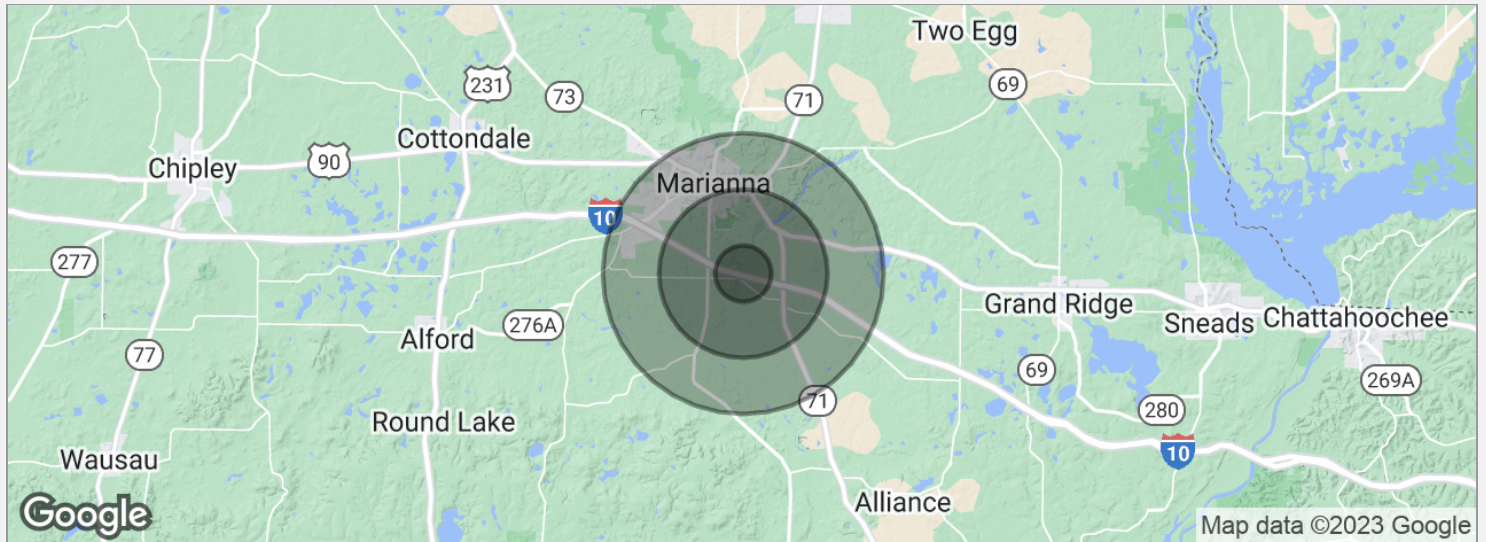 Two Egg
231
73
71
69
Cottondale
Chipley
90
Marianna
10
277
Grand Ridge
Sneads
Chattahoochee
276A
Alford
77
69
269A
71
280
Round Lake
10
Wausau
Alliance
Google
Map data ©2023 Google